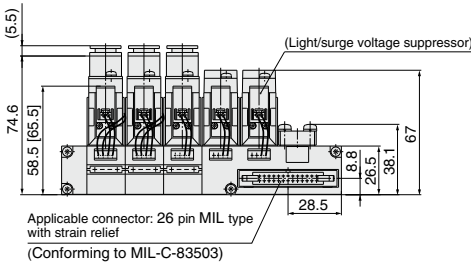 (5.5)
(Light/surge voltage suppressor)
74.6
58.5 [65.5]
67
38.1
26.5
8.8
28.5
Applicable connector: 26 pin MIL type
with strain relief
(Conforming to MIL-C-83503)